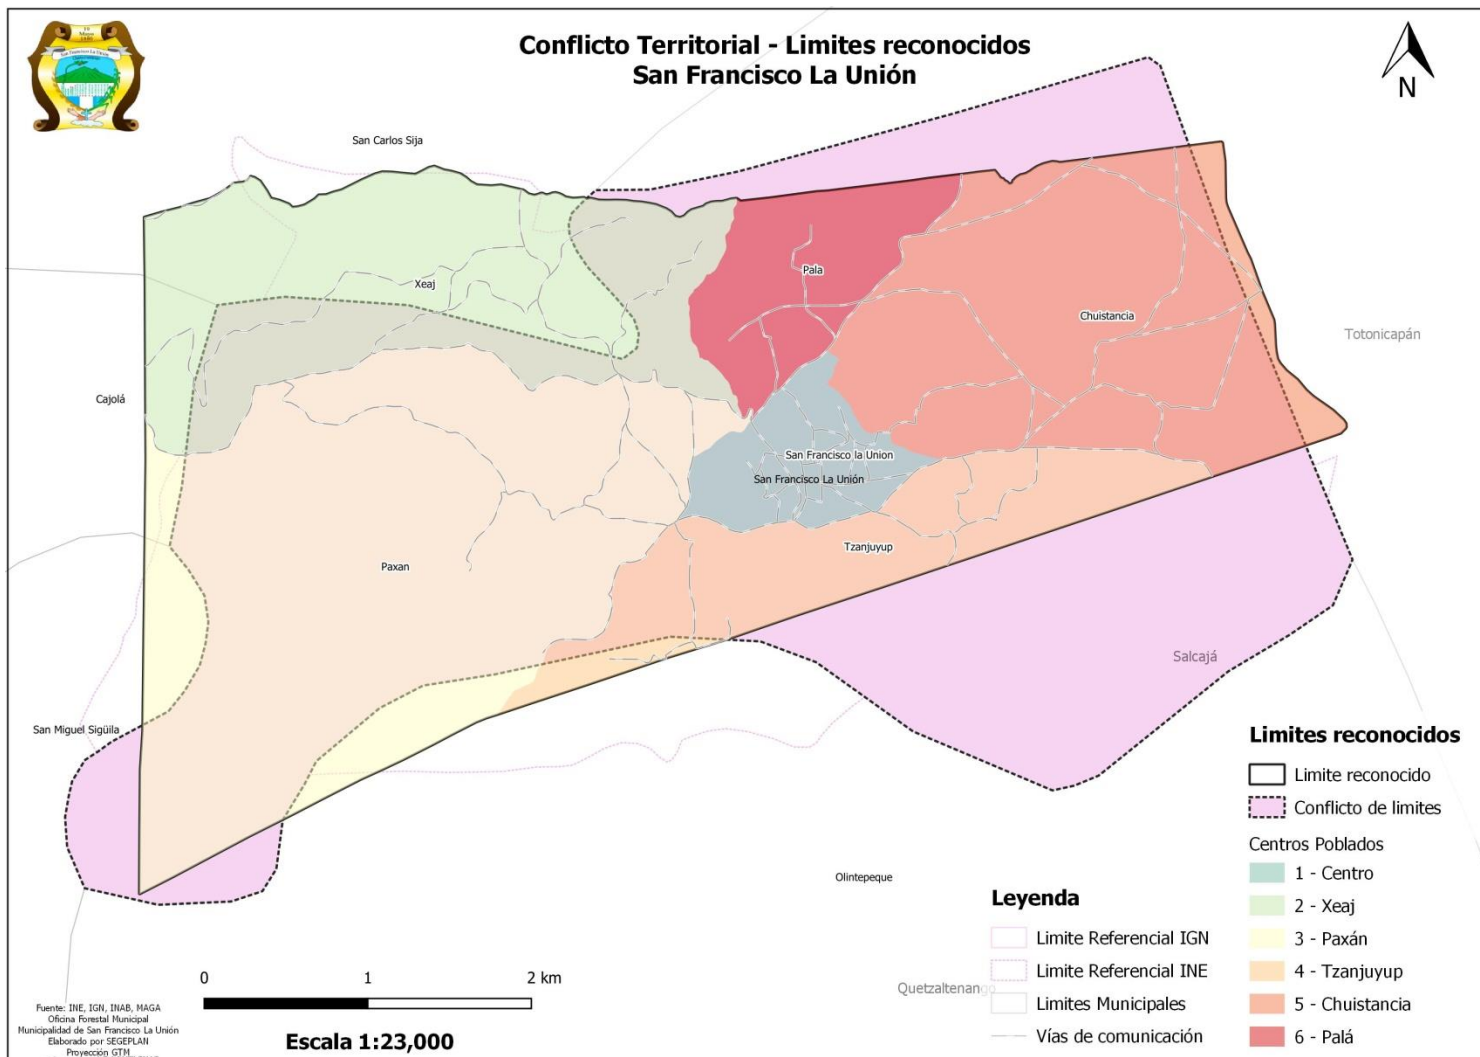 Conflicto Territorial - Limites reconocidos
San Francisco La Unión
N
San Francisco La Unión
San Carlos Sija
Xeaj
Pala
Chuistancia
Totonicapán
Cajolá
San Francisco la Union
San Francisco La Unión
Tzanjuyup
Paxan
Salcajá
San Miguel Sigüila
Olintepeque
Quetzaltenango
Limites reconocidos
Limite reconocido
Conflicto de limites
Centros Poblados
1 - Centro
2 - Xeaj
3 - Paxán
4 - Tzanjuyup
5 - Chuistancia
6 - Palá
Leyenda
Limite Referencial IGN
Limite Referencial INE
Limites Municipales
Vías de comunicación
0 1 2 km
Escala 1:23,000
Fuente: INE, IGN, INAB, MAGA
Oficina Forestal Municipal
Municipalidad de San Francisco La Unión
Elaborado por SEGEPLAN
Proyección GTM